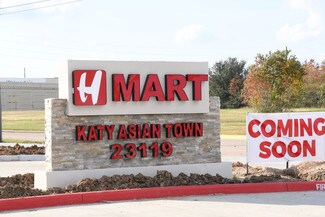 H MART
KATY ASIAN TOWN
23119
COMING
SOON